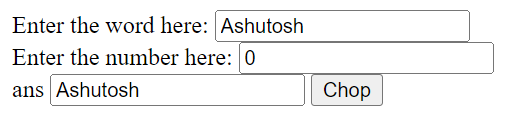 Enter the word here: Ashutosh
Enter the number here: 0
ans Ashutosh Chop